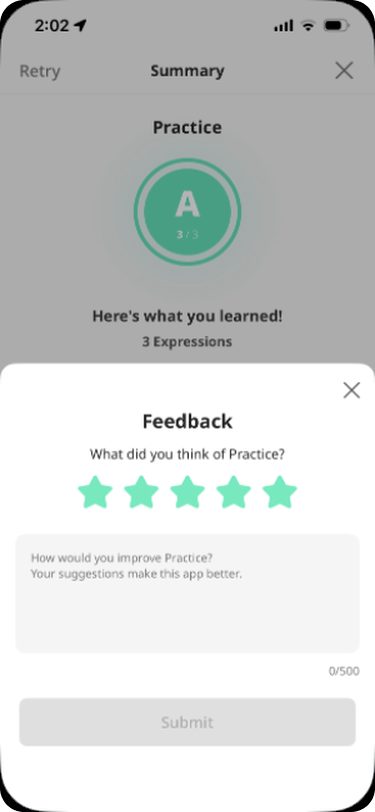 2:02
Retry
Summary
Practice
A
3 / 3
Here's what you learned!
3 Expressions
Feedback
What did you think of Practice?
How would you improve Practice?
Your suggestions make this app better.
0/500
Submit